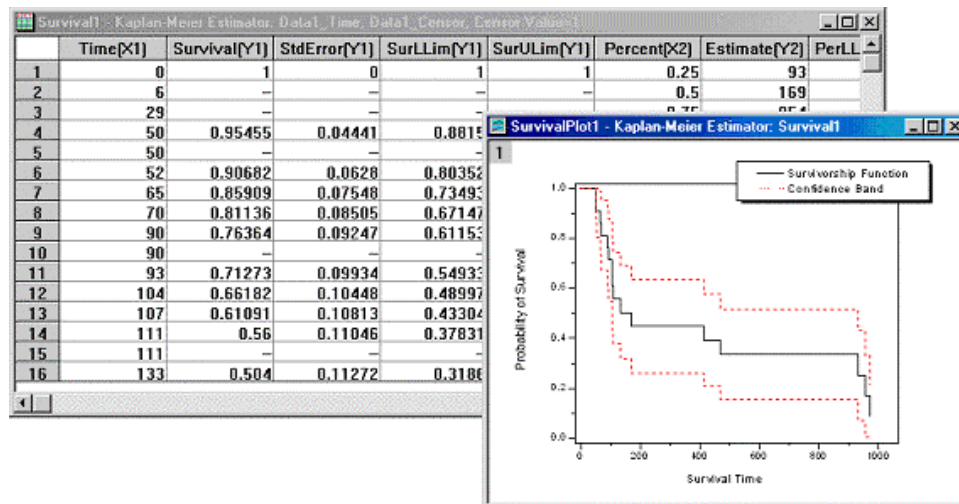 Survival1 - Kaplan-Meier Estimator: Data1_Time, Data1_Censor, Censor Value=1
Time[X1) Survival(Y1) StdError(Y1) SurLLim(Y1) SurULim(Y1) Percent(X2) Estimate(Y2) PerLL
1 0 1 0 1 1 0.25 93
2 6 -- -- -- -- 0.5 169
3 29 -- -- --
4 50 0.95455 0.04441 0.8815
5 50 -- -- --
6 52 0.90682 0.0628 0.80352
7 65 0.85909 0.07548 0.73493
8 70 0.81136 0.08505 0.67147
9 90 0.76364 0.09247 0.61153
10 90 -- -- --
11 93 0.71273 0.09934 0.54933
12 104 0.66182 0.10448 0.48997
13 107 0.61091 0.10813 0.43304
14 111 0.56 0.11046 0.37831
15 111 -- -- --
16 133 0.504 0.11272 0.3186
SurvivalPlot1 - Kaplan-Meier Estimator: Survival1
1
Survivorship Function
Confidence Band
1.0
0.8
0.6
0.4
0.2
0.0
Probability of Survival
0 200 400 600 800 1000
Survival Time